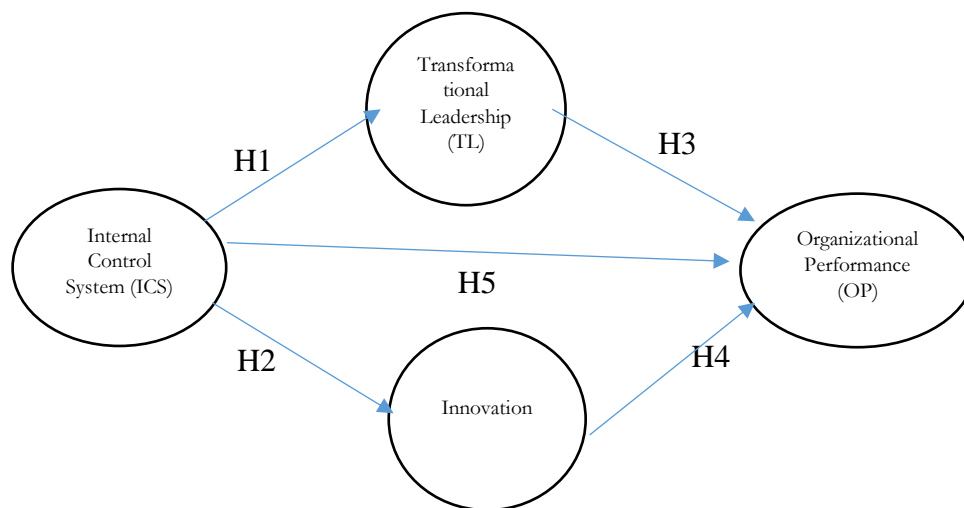 Transforma
tional
Leadership
(TL)
H1
H3
Internal
Control
System (ICS)
Organizational
Performance
(OP)
H5
H2
H4
Innovation